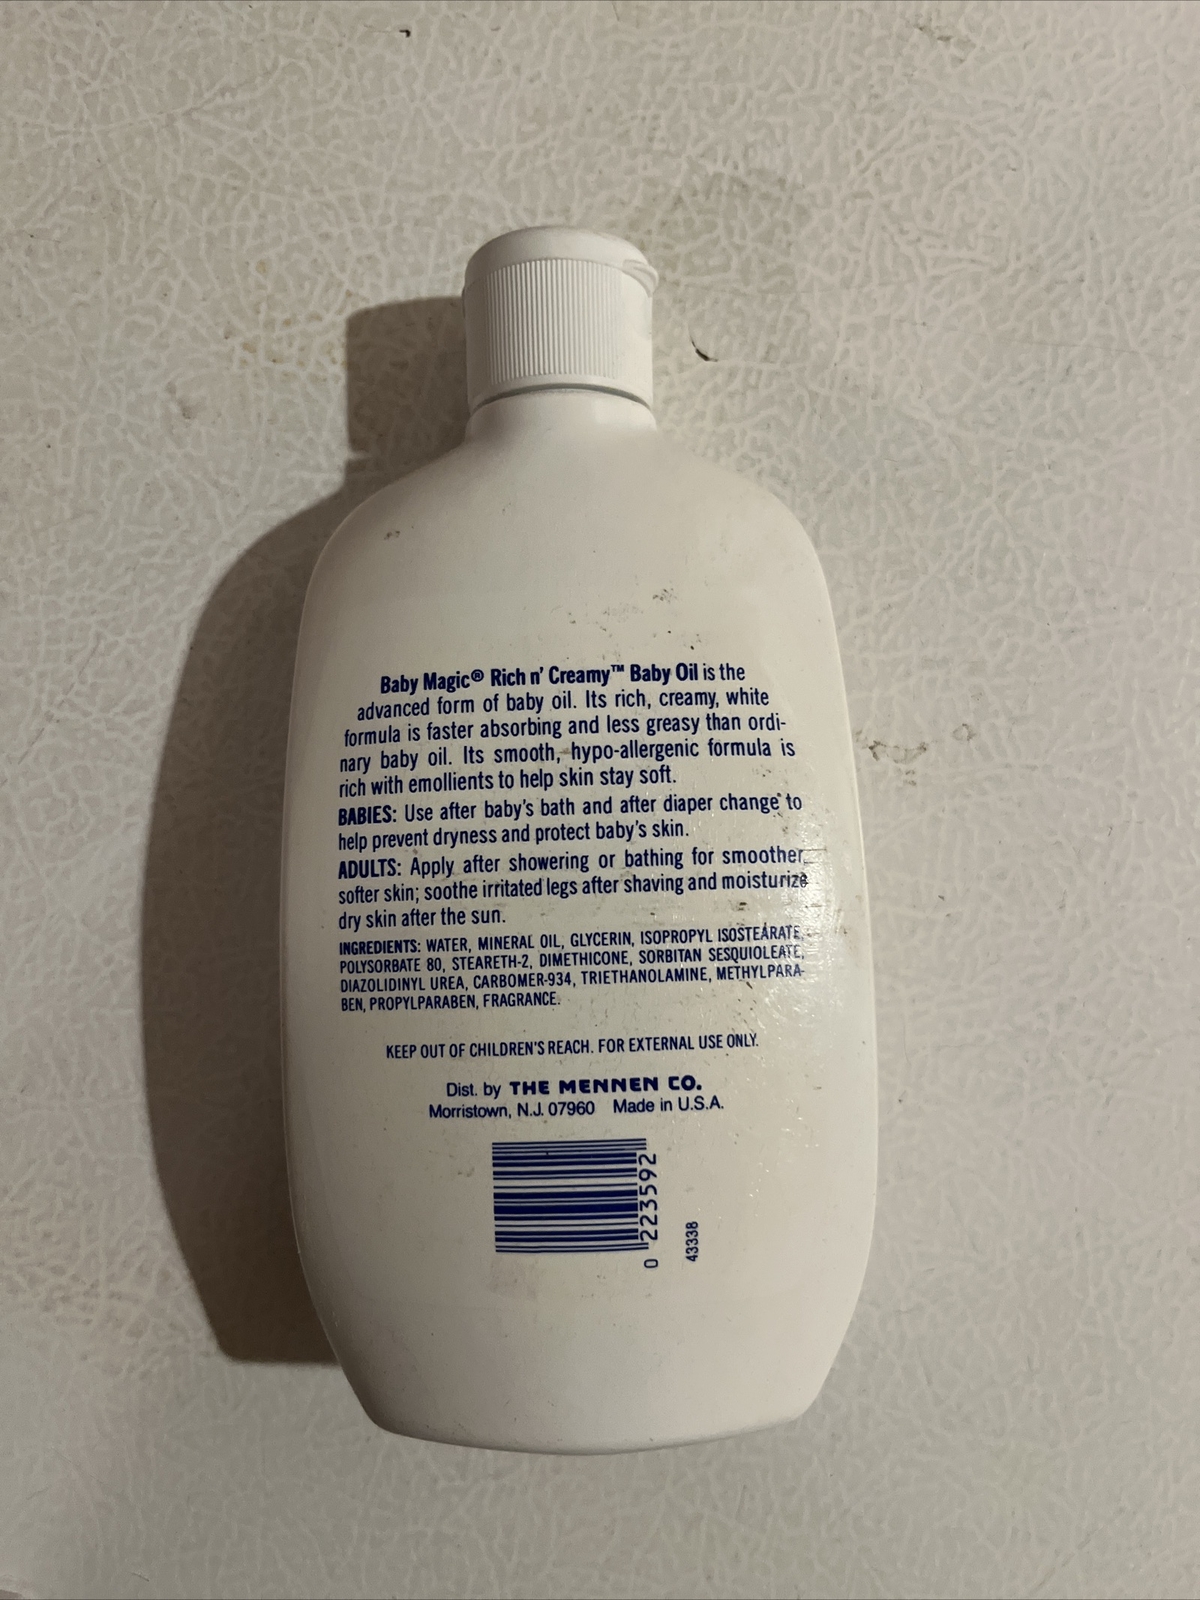 Baby Magic® Rich n' Creamy™ Baby Oil is the
advanced form of baby oil. Its rich, creamy, white
formula is faster absorbing and less greasy than ordi-
nary baby oil. Its smooth, hypo-allergenic formula is
rich with emollients to help skin stay soft.
BABIES: Use after baby's bath and after diaper change to
help prevent dryness and protect baby's skin.
ADULTS: Apply after showering or bathing for smoother,
softer skin; soothe irritated legs after shaving and moisturize
dry skin after the sun.
INGREDIENTS: WATER, MINERAL OIL, GLYCERIN, ISOPROPYL ISOSTEARATE,
POLYSORBATE 80, STEARETH-2, DIMETHICONE, SORBITAN SESQUIOLEATE,
DIAZOLIDINYL UREA, CARBOMER-934, TRIETHANOLAMINE, METHYLPARA-
BEN, PROPYLPARABEN, FRAGRANCE.
KEEP OUT OF CHILDREN'S REACH. FOR EXTERNAL USE ONLY.
Dist. by THE MENNEN CO.
Morristown, N.J. 07960 Made in U.S.A.
0 223592
43338